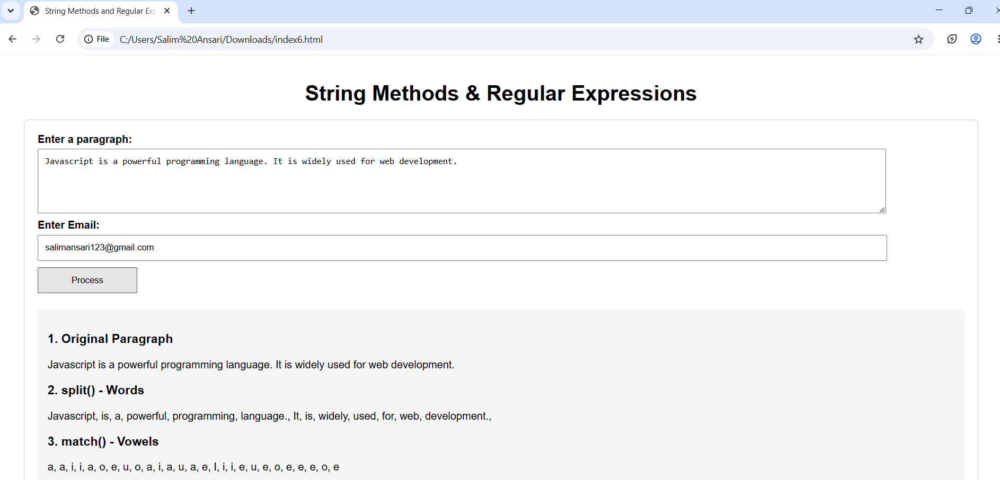 String Methods and Regular Exp
File
C:/Users/Salim%20Ansari/Downloads/index6.html
String Methods & Regular Expressions
Enter a paragraph:
Javascript is a powerful programming language. It is widely used for web development.
Enter Email:
salimansari123@gmail.com
Process
1. Original Paragraph
Javascript is a powerful programming language. It is widely used for web development.
2. split() - Words
Javascript, is, a, powerful, programming, language., It, is, widely, used, for, web, development.,
3. match() - Vowels
a, a, i, i, a, o, e, u, o, a, i, a, u, a, e, I, i, i, e, u, e, o, e, e, e, o, e